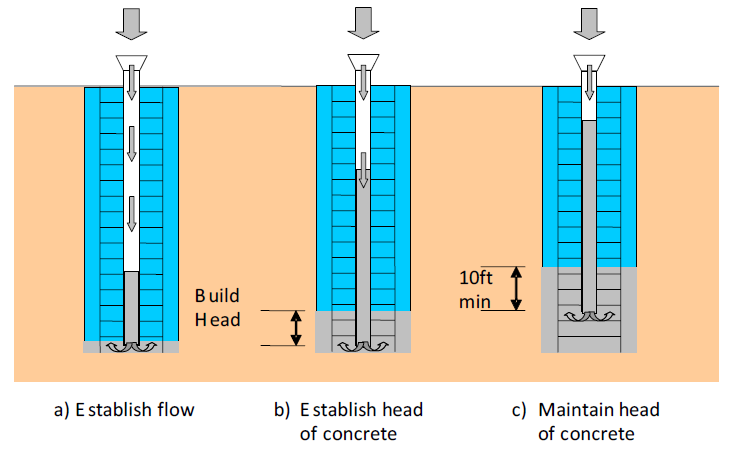 Build
Head
10ft
min
a) Establish flow
b) Establish head
of concrete
c) Maintain head
of concrete